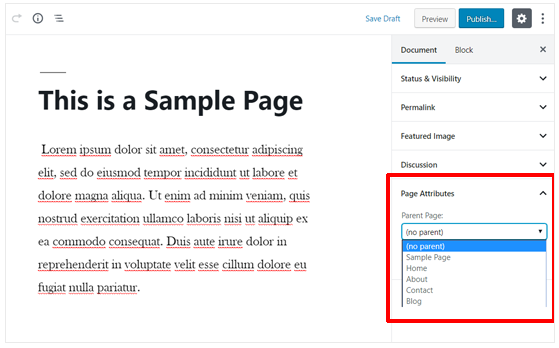 Save Draft Preview Publish...
Document Block ×
Status & Visibility
Permalink
Featured Image
Discussion
Page Attributes
Parent Page:
(no parent)
(no parent)
Sample Page
Home
About
Contact
Blog
This is a Sample Page
Lorem ipsum dolor sit amet, consectetur adipiscing
elit, sed do eiusmod tempor incididunt ut labore et
dolore magna aliqua. Ut enim ad minim veniam, quis
nostrud exercitation ullamco laboris nisi ut aliquip ex
ea commodo consequat. Duis aute irure dolor in
reprehenderit in voluptate velit esse cillum dolore eu
fugiat nulla pariatur.